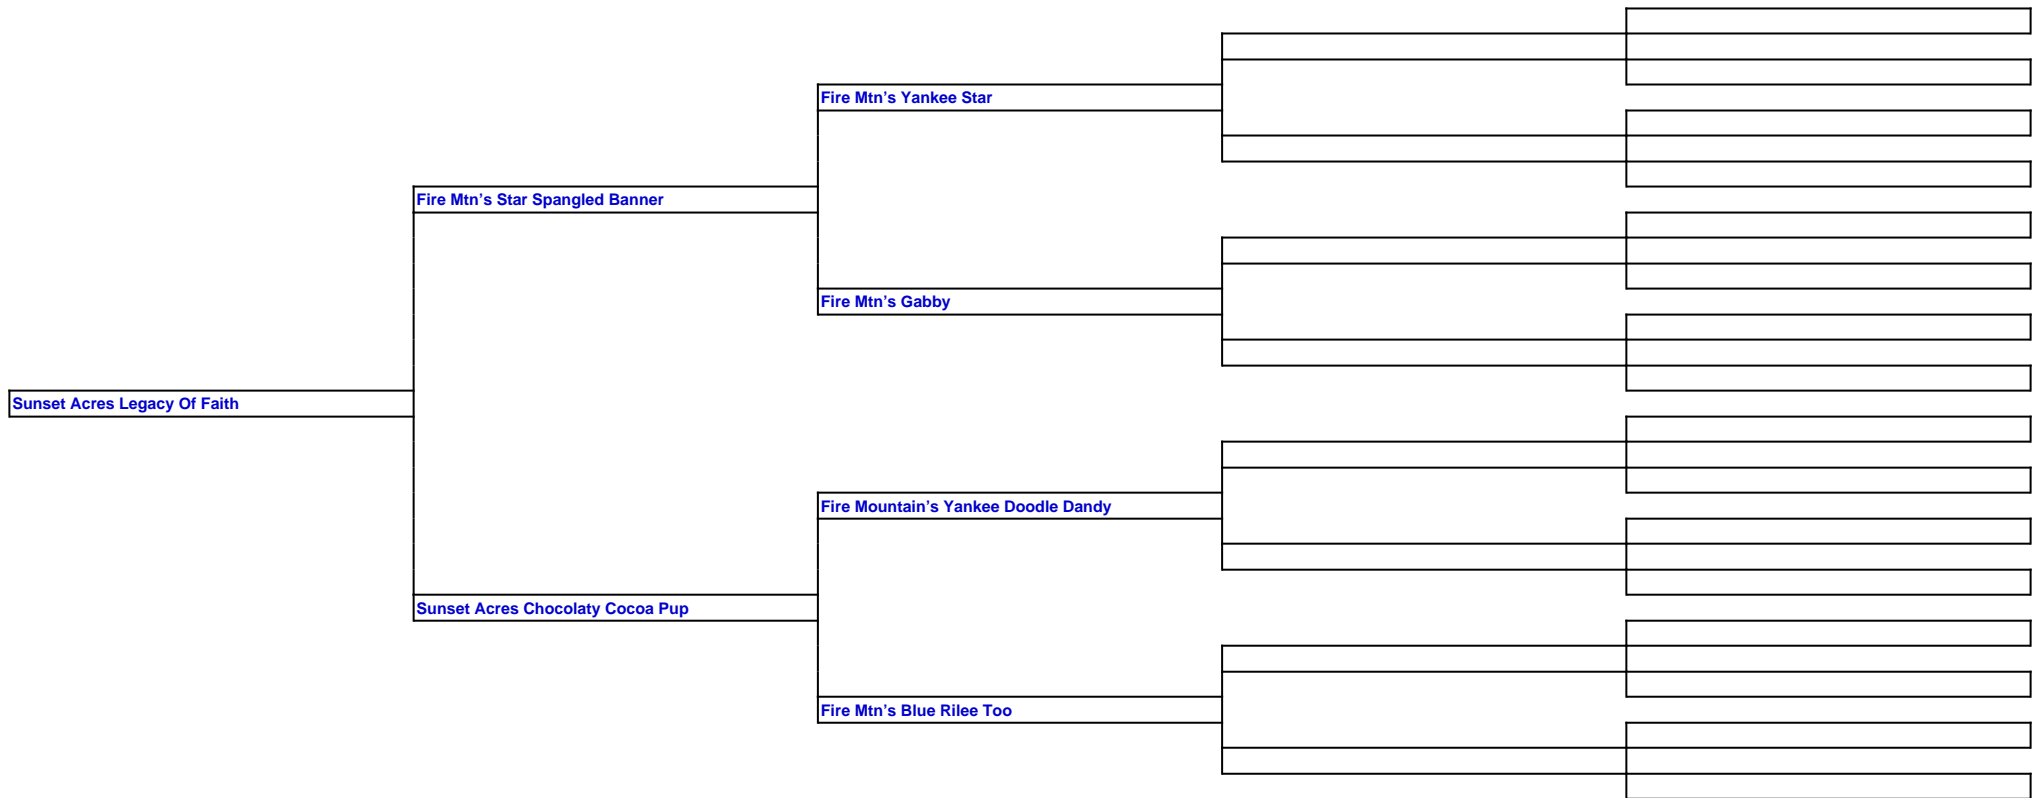 Fire Mtn’s Yankee Star
Fire Mtn’s Star Spangled Banner
Fire Mtn’s Gabby
Sunset Acres Legacy Of Faith
Fire Mountain’s Yankee Doodle Dandy
Sunset Acres Chocolaty Cocoa Pup
Fire Mtn’s Blue Rilee Too